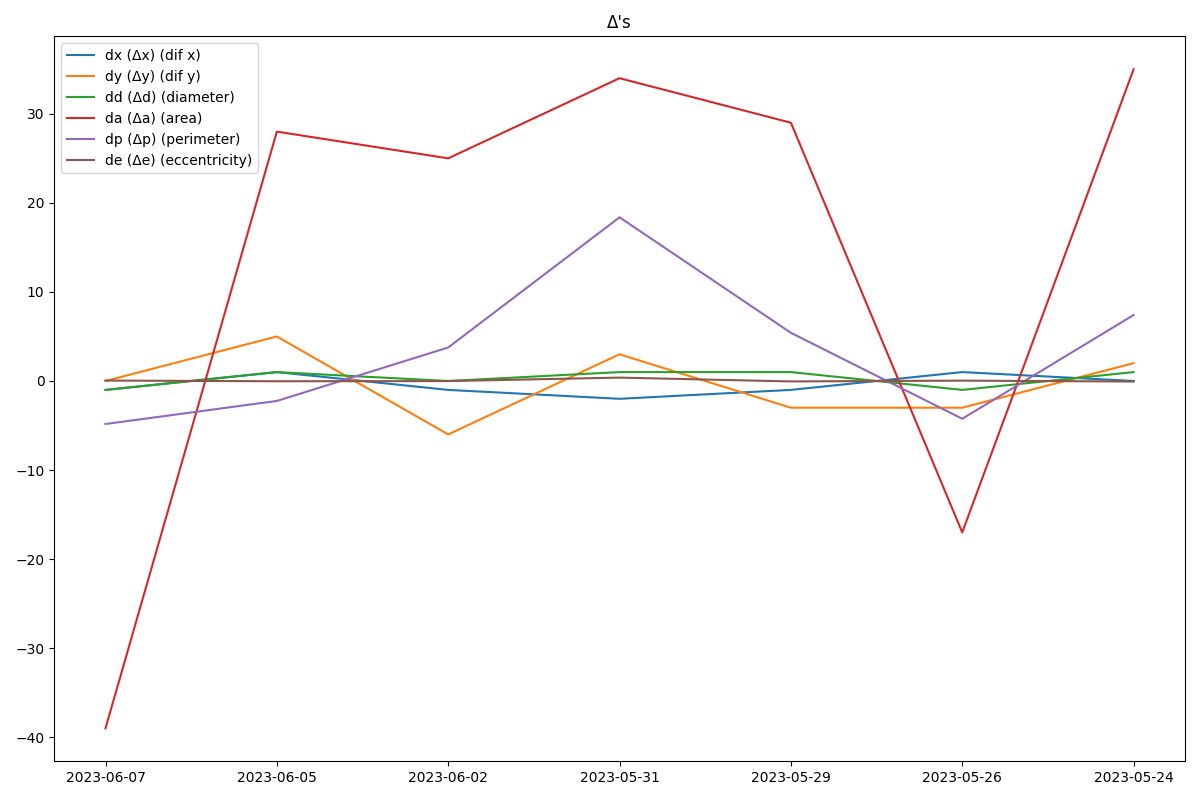 Δ's
dx (Δx) (dif x)
dy (Δy) (dif y)
dd (Δd) (diameter)
da (Δa) (area)
dp (Δp) (perimeter)
de (Δe) (eccentricity)
30
20
10
0
−10
−20
−30
−40
2023-06-07 2023-06-05 2023-06-02 2023-05-31 2023-05-29 2023-05-26 2023-05-24